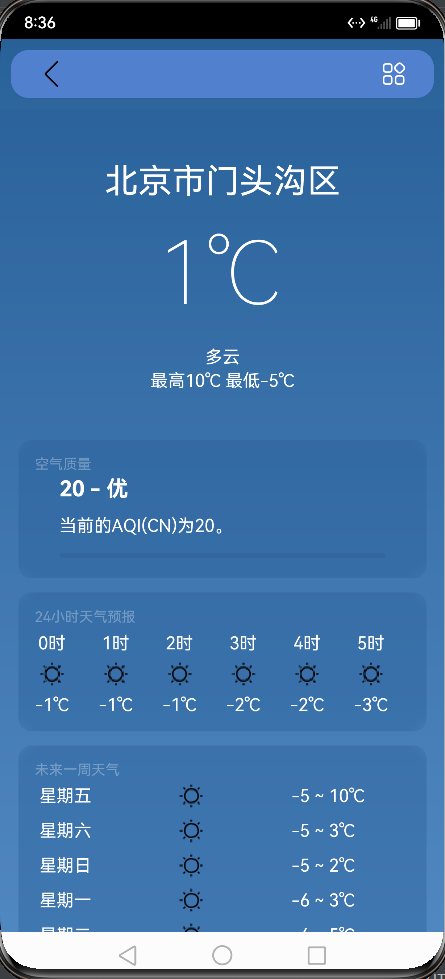 8:36
4G
北京市门头沟区
1℃
多云
最高10℃ 最低-5℃
空气质量
20 - 优
当前的AQI(CN)为20。
24小时天气预报
0时 1时 2时 3时 4时 5时
-1℃ -1℃ -1℃ -2℃ -2℃ -3℃
未来一周天气
星期五 -5 ~ 10℃
星期六 -5 ~ 3℃
星期日 -5 ~ 2℃
星期一 -6 ~ 3℃